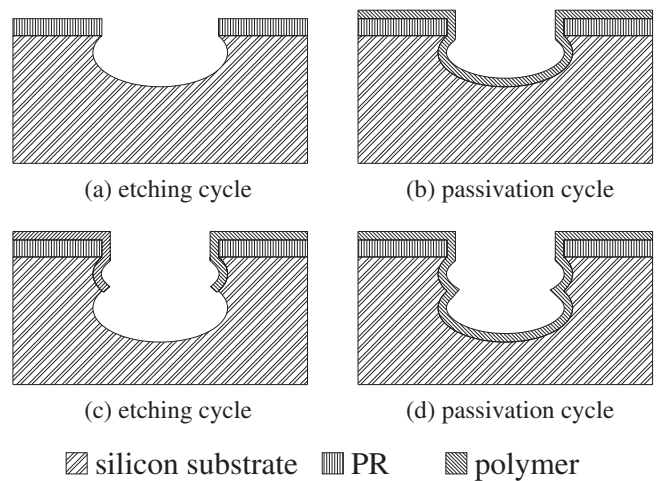 (a) etching cycle
(b) passivation cycle
(c) etching cycle
(d) passivation cycle
silicon substrate PR polymer